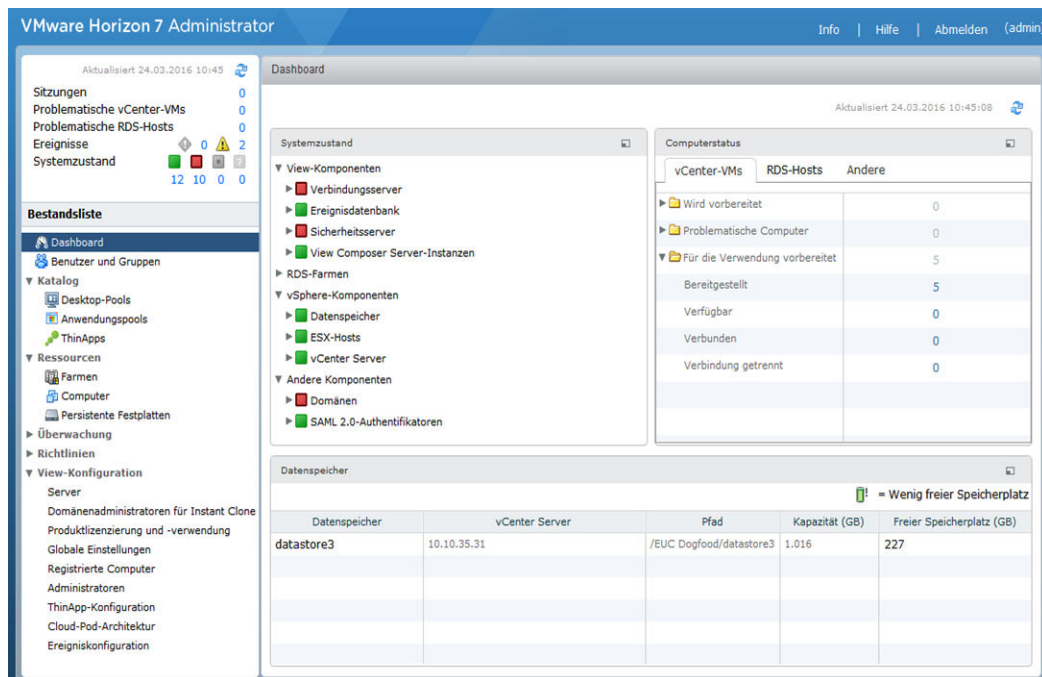 VMware Horizon 7 Administrator
Info | Hilfe | Abmelden (admin)
Aktualisiert 24.03.2016 10:45
Sitzungen 0
Problematische vCenter-VMs 0
Problematische RDS-Hosts 0
Ereignisse 0 2
Systemzustand
12 10 0 0
Bestandsliste
Dashboard
Benutzer und Gruppen
Katalog
Desktop-Pools
Anwendungspools
ThinApps
Ressourcen
Farmen
Computer
Persistente Festplatten
Überwachung
Richtlinien
View-Konfiguration
Server
Domänenadministratoren für Instant Clone
Produktlizenzierung und -verwendung
Globale Einstellungen
Registrierte Computer
Administratoren
ThinApp-Konfiguration
Cloud-Pod-Architektur
Ereigniskonfiguration
Dashboard
Aktualisiert 24.03.2016 10:45:08
Systemzustand
View-Komponenten
Verbindungsserver
Ereignisdatenbank
Sicherheitsserver
View Composer Server-Instanzen
RDS-Farmen
vSphere-Komponenten
Datenspeicher
ESX-Hosts
vCenter Server
Andere Komponenten
Domänen
SAML 2.0-Authentifikatoren
Computerstatus
vCenter-VMs RDS-Hosts Andere
Wird vorbereitet 0
Problematische Computer 0
Für die Verwendung vorbereitet 5
Bereitgestellt 5
Verfügbar 0
Verbunden 0
Verbindung getrennt 0
Datenspeicher
! = Wenig freier Speicherplatz
Datenspeicher vCenter Server Pfad Kapazität (GB) Freier Speicherplatz (GB)
datastore3 10.10.35.31 /EUC Dogfood/datastore3 1.016 227